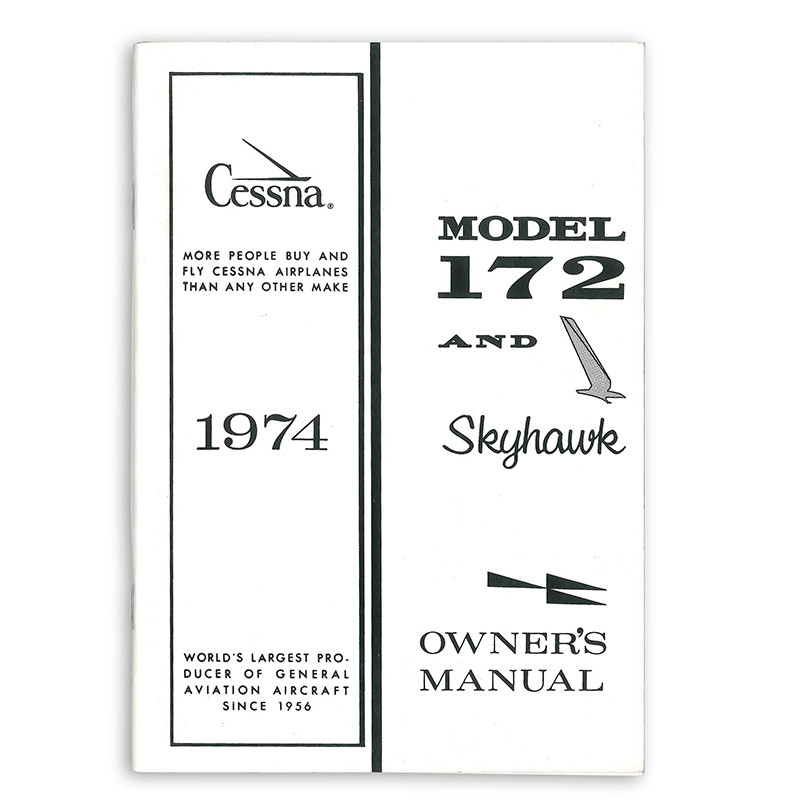 Cessna®
MORE PEOPLE BUY AND
FLY CESSNA AIRPLANES
THAN ANY OTHER MAKE
1974
WORLD'S LARGEST PRO-
DUCER OF GENERAL
AVIATION AIRCRAFT
SINCE 1956
MODEL
172
AND
Skyhawk
OWNER'S
MANUAL